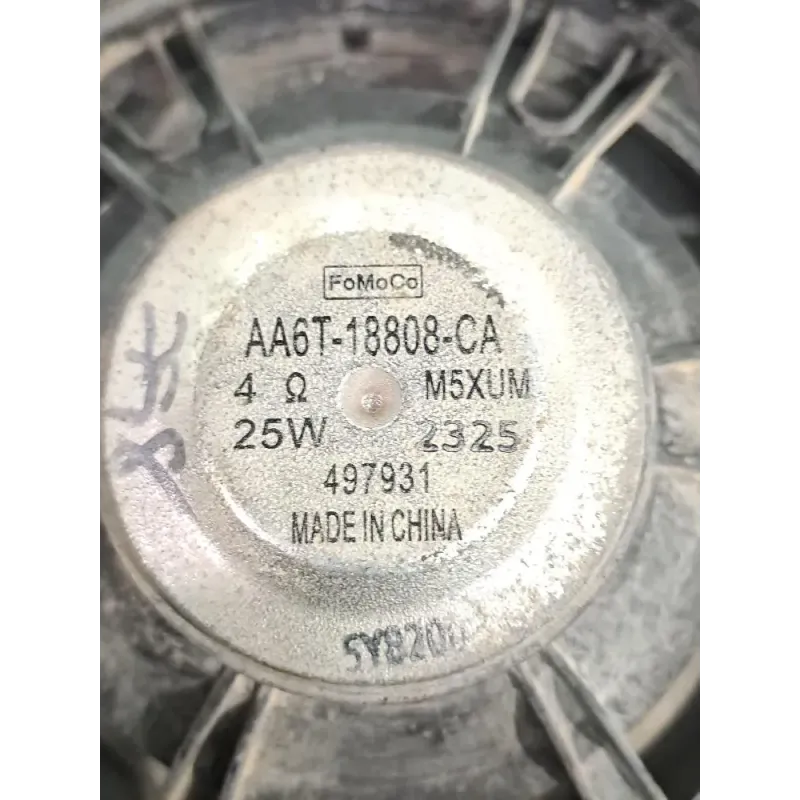 FoMoCo
AA6T-18808-CA
4 Ω M5XUM
25W 2325
497931
MADE IN CHINA